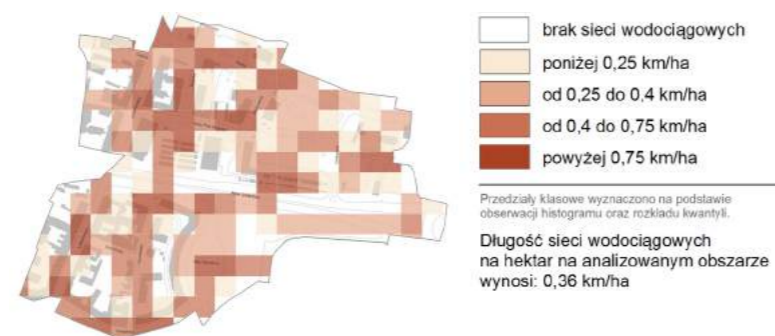 brak sieci wodociągowych
poniżej 0,25 km/ha
od 0,25 do 0,4 km/ha
od 0,4 do 0,75 km/ha
powyżej 0,75 km/ha
Przedziały klasowe wyznaczono na podstawie
obserwacji histogramu oraz rozkładu kwantyli.
Długość sieci wodociągowych
na hektar na analizowanym obszarze
wynosi: 0,36 km/ha